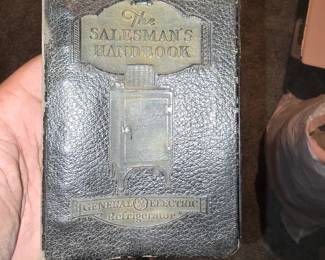 The
SALESMAN'S
HANDBOOK
GENERAL ELECTRIC
Refrigerator